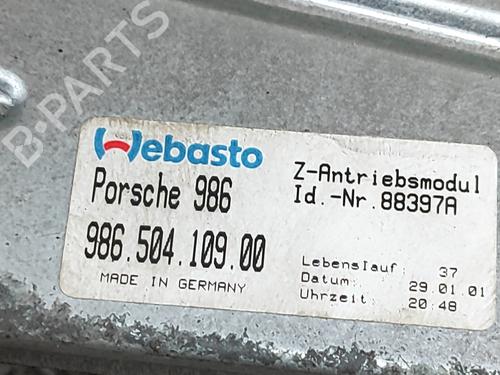 B-PARTS
Webasto
Porsche 986
986.504.109.00
MADE IN GERMANY
Z-Antriebsmodul
Id.-Nr.88397A
Lebenslauf: 37
Datum: 29.01.01
Uhrzeit: 20:48